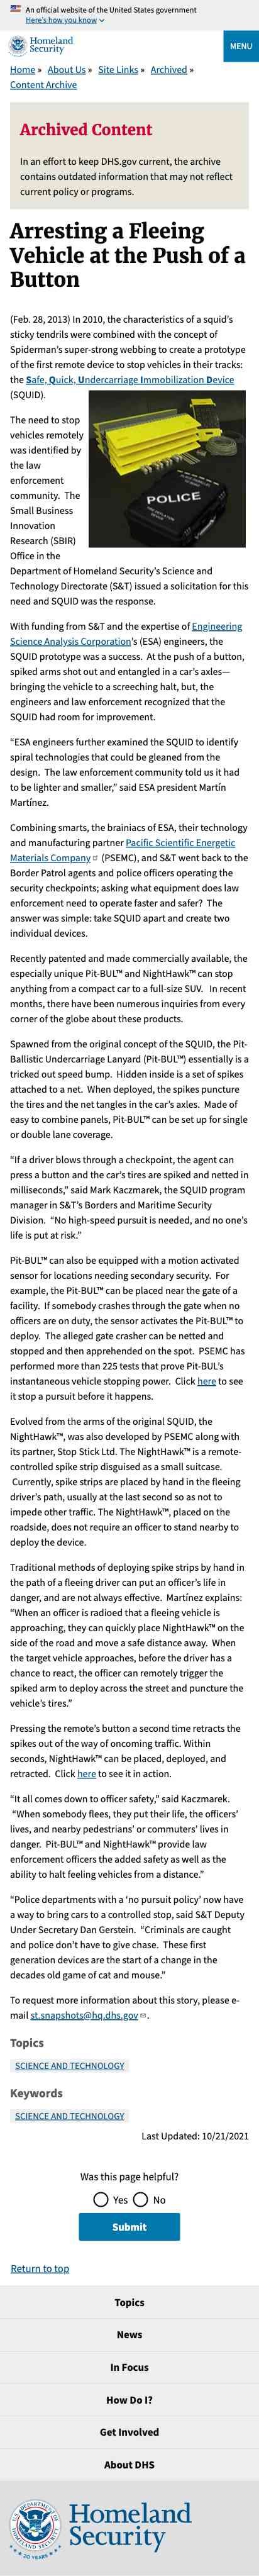 An official website of the United States government
Here's how you know
Homeland
Security
MENU
Home » About Us » Site Links » Archived »
Content Archive
Archived Content
In an effort to keep DHS.gov current, the archive
contains outdated information that may not reflect
current policy or programs.
Arresting a Fleeing
Vehicle at the Push of a
Button
(Feb. 28, 2013) In 2010, the characteristics of a squid’s
sticky tendrils were combined with the concept of
Spiderman’s super-strong webbing to create a prototype
of the first remote device to stop vehicles in their tracks:
the Safe, Quick, Undercarriage Immobilization Device
(SQUID).
The need to stop
vehicles remotely
was identified by
the law
enforcement
community. The
Small Business
Innovation
Research (SBIR)
Office in the
POLICE
Department of Homeland Security’s Science and
Technology Directorate (S&T) issued a solicitation for this
need and SQUID was the response.
With funding from S&T and the expertise of Engineering
Science Analysis Corporation’s (ESA) engineers, the
SQUID prototype was a success. At the push of a button,
spiked arms shot out and entangled in a car’s axles—
bringing the vehicle to a screeching halt, but, the
engineers and law enforcement recognized that the
SQUID had room for improvement.
“ESA engineers further examined the SQUID to identify
spiral technologies that could be gleaned from the
design. The law enforcement community told us it had
to be lighter and smaller,” said ESA president Martín
Martínez.
Combining smarts, the brainpower of ESA, their technology
and manufacturing partner Pacific Scientific Energetic
Materials Company (PSEMC), and S&T went back to the
Border Patrol agents and police officers operating the
security checkpoints; asking what equipment does law
enforcement need to operate faster and safer? The
answer was simple: take SQUID apart and create two
individual devices.
Recently patented and made commercially available, the
especially unique Pit-BUL™ and NightHawk™ can stop
anything from a compact car to a full-size SUV. In recent
months, there have been numerous inquiries from every
corner of the globe about these products.
Spawned from the original concept of the SQUID, the Pit-
Ballistic Undercarriage Lanyard (Pit-BUL™) essentially is a
tricked out speed bump. Hidden inside is a set of spikes
attached to a net. When deployed, the spikes puncture
the tires and the net tangles in the car’s axles. Made of
easy to combine panels, Pit-BUL™ can be set up for single
or double lane coverage.
“If a driver blows through a checkpoint, the agent can
press a button and the car’s tires are spiked and netted in
milliseconds,” said Mark Kaczmarek, the SQUID program
manager in S&T’s Borders and Maritime Security
Division. “No high-speed pursuit is needed, and no one’s
life is put at risk.”
Pit-BUL™ can also be equipped with a motion activated
sensor for locations needing secondary security. For
example, the Pit-BUL™ can be placed near the gate of a
facility. If somebody crashes through the gate when no
officers are on duty, the sensor activates the Pit-BUL™ to
deploy. The alleged gate crasher can be netted and
stopped and then apprehended on the spot. PSEMC has
performed more than 225 tests that prove Pit-BUL’s
instantaneous vehicle stopping power. Click here to see
it stop a pursuit before it happens.
Evolved from the arms of the original SQUID, the
NightHawk™, was also developed by PSEMC along with
its partner, Stop Stick Ltd. The NightHawk™ is a remote-
controlled spike strip disguised as a small suitcase.
Currently, spike strips are placed by hand in the fleeing
driver’s path, usually at the last second so as not to
impede other traffic. The NightHawk™, placed on the
roadside, does not require an officer to stand nearby to
deploy the device.
Traditional methods of deploying spike strips by hand in
the path of a fleeing driver can put an officer’s life in
danger, and are not always effective. Martínez explains:
“When an officer is radioed that a fleeing vehicle is
approaching, they can quickly place NightHawk™ on the
side of the road and move a safe distance away. When
the target vehicle approaches, before the driver has a
chance to react, the officer can remotely trigger the
spiked arm to deploy across the street and puncture the
vehicle’s tires.”
Pressing the remote’s button a second time retracts the
spikes out of the way of oncoming traffic. Within
seconds, NightHawk™ can be placed, deployed, and
retracted. Click here to see it in action.
“It all comes down to officer safety,” said Kaczmarek.
“When somebody flees, they put their life, the officers’
lives, and nearby pedestrians’ or commuters’ lives in
danger. Pit-BUL™ and NightHawk™ provide law
enforcement officers the added safety as well as the
ability to halt feeling vehicles from a distance.”
“Police departments with a ‘no pursuit policy’ now have
a way to bring cars to a controlled stop, said S&T Deputy
Under Secretary Dan Gerstein. “Criminals are caught
and police don't have to give chase. These first
generation devices are the start of a change in the
decades old game of cat and mouse.”
To request more information about this story, please e-
mail st.snapshots@hq.dhs.gov.
Topics
SCIENCE AND TECHNOLOGY
Keywords
SCIENCE AND TECHNOLOGY
Last Updated: 10/21/2021
Was this page helpful?
Yes No
Submit
Return to top
Topics
News
In Focus
How Do I?
Get Involved
About DHS
Homeland
Security
20 YEARS